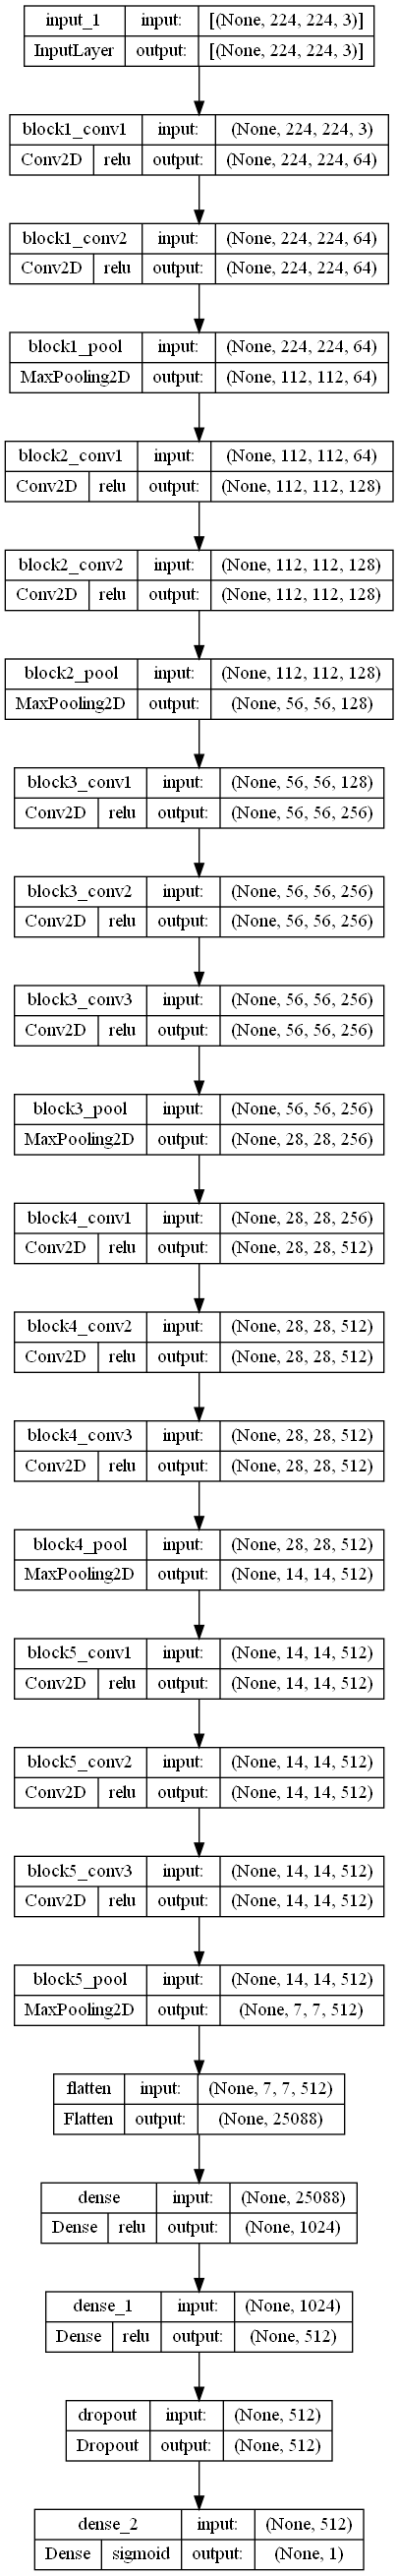 input_1 input: [(None, 224, 224, 3)]
InputLayer output: [(None, 224, 224, 3)]
block1_conv1 input: (None, 224, 224, 3)
Conv2D relu output: (None, 224, 224, 64)
block1_conv2 input: (None, 224, 224, 64)
Conv2D relu output: (None, 224, 224, 64)
block1_pool input: (None, 224, 224, 64)
MaxPooling2D output: (None, 112, 112, 64)
block2_conv1 input: (None, 112, 112, 64)
Conv2D relu output: (None, 112, 112, 128)
block2_conv2 input: (None, 112, 112, 128)
Conv2D relu output: (None, 112, 112, 128)
block2_pool input: (None, 112, 112, 128)
MaxPooling2D output: (None, 56, 56, 128)
block3_conv1 input: (None, 56, 56, 128)
Conv2D relu output: (None, 56, 56, 256)
block3_conv2 input: (None, 56, 56, 256)
Conv2D relu output: (None, 56, 56, 256)
block3_conv3 input: (None, 56, 56, 256)
Conv2D relu output: (None, 56, 56, 256)
block3_pool input: (None, 56, 56, 256)
MaxPooling2D output: (None, 28, 28, 256)
block4_conv1 input: (None, 28, 28, 256)
Conv2D relu output: (None, 28, 28, 512)
block4_conv2 input: (None, 28, 28, 512)
Conv2D relu output: (None, 28, 28, 512)
block4_conv3 input: (None, 28, 28, 512)
Conv2D relu output: (None, 28, 28, 512)
block4_pool input: (None, 28, 28, 512)
MaxPooling2D output: (None, 14, 14, 512)
block5_conv1 input: (None, 14, 14, 512)
Conv2D relu output: (None, 14, 14, 512)
block5_conv2 input: (None, 14, 14, 512)
Conv2D relu output: (None, 14, 14, 512)
block5_conv3 input: (None, 14, 14, 512)
Conv2D relu output: (None, 14, 14, 512)
block5_pool input: (None, 14, 14, 512)
MaxPooling2D output: (None, 7, 7, 512)
flatten input: (None, 7, 7, 512)
Flatten output: (None, 25088)
dense input: (None, 25088)
Dense relu output: (None, 1024)
dense_1 input: (None, 1024)
Dense relu output: (None, 512)
dropout input: (None, 512)
Dropout output: (None, 512)
dense_2 input: (None, 512)
Dense sigmoid output: (None, 1)